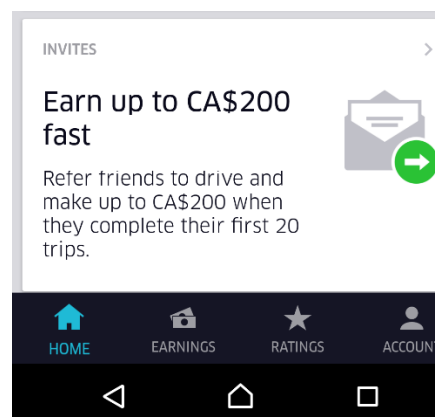 INVITES
Earn up to CA$200
fast
Refer friends to drive and
make up to CA$200 when
they complete their first 20
trips.
HOME EARNINGS RATINGS ACCOUN